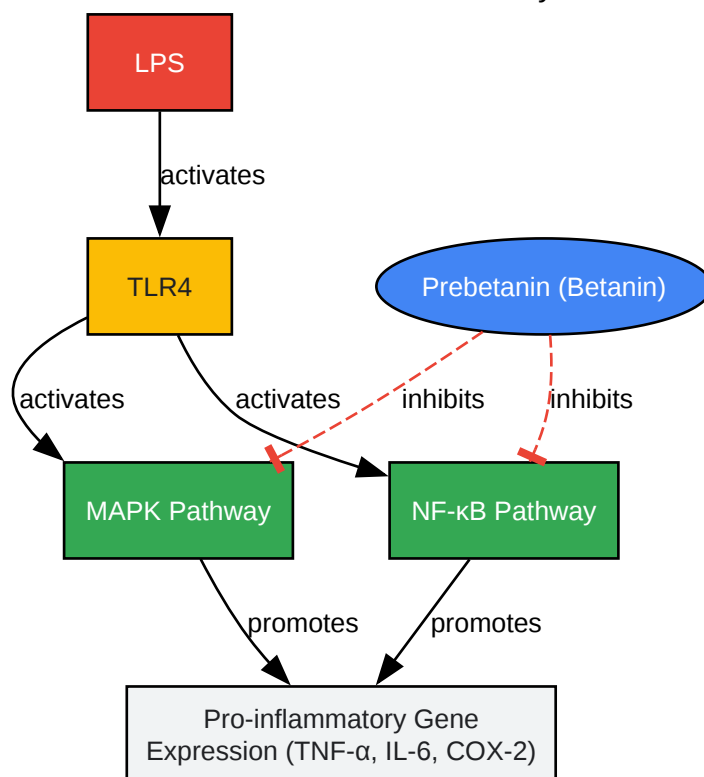 LPS
activates
TLR4
Prebetanin (Betanin)
activates
activates
inhibits
inhibits
MAPK Pathway
NF-κB Pathway
promotes
promotes
Pro-inflammatory Gene
Expression (TNF-α, IL-6, COX-2)